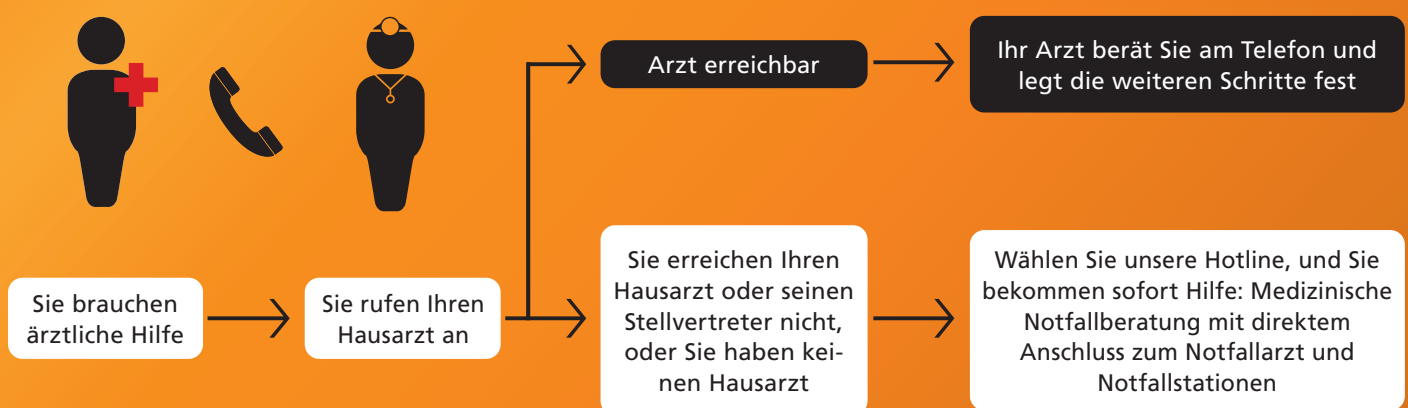 Arzt erreichbar
Ihr Arzt berät Sie am Telefon und
legt die weiteren Schritte fest
Sie brauchen
ärztliche Hilfe
Sie rufen Ihren
Hausarzt an
Sie erreichen Ihren
Hausarzt oder seinen
Stellvertreter nicht,
oder Sie haben kei-
nen Hausarzt
Wählen Sie unsere Hotline, und Sie
bekommen sofort Hilfe: Medizinische
Notfallberatung mit direktem
Anschluss zum Notfallarzt und
Notfallstationen